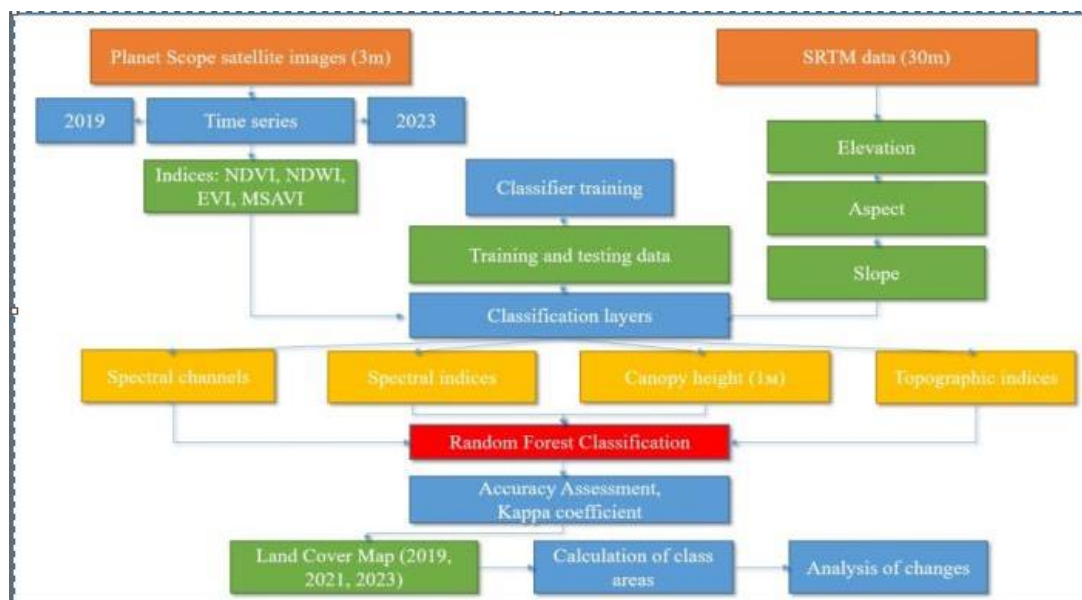 Planet Scope satellite images (3m)
SRTM data (30m)
2019
Time series
2023
Indices: NDVI, NDWI,
EVI, MSAVI
Classifier training
Elevation
Aspect
Training and testing data
Slope
Classification layers
Spectral channels
Spectral indices
Canopy height (1м)
Topographic indices
Random Forest Classification
Accuracy Assessment,
Kappa coefficient
Land Cover Map (2019,
2021, 2023)
Calculation of class
areas
Analysis of changes